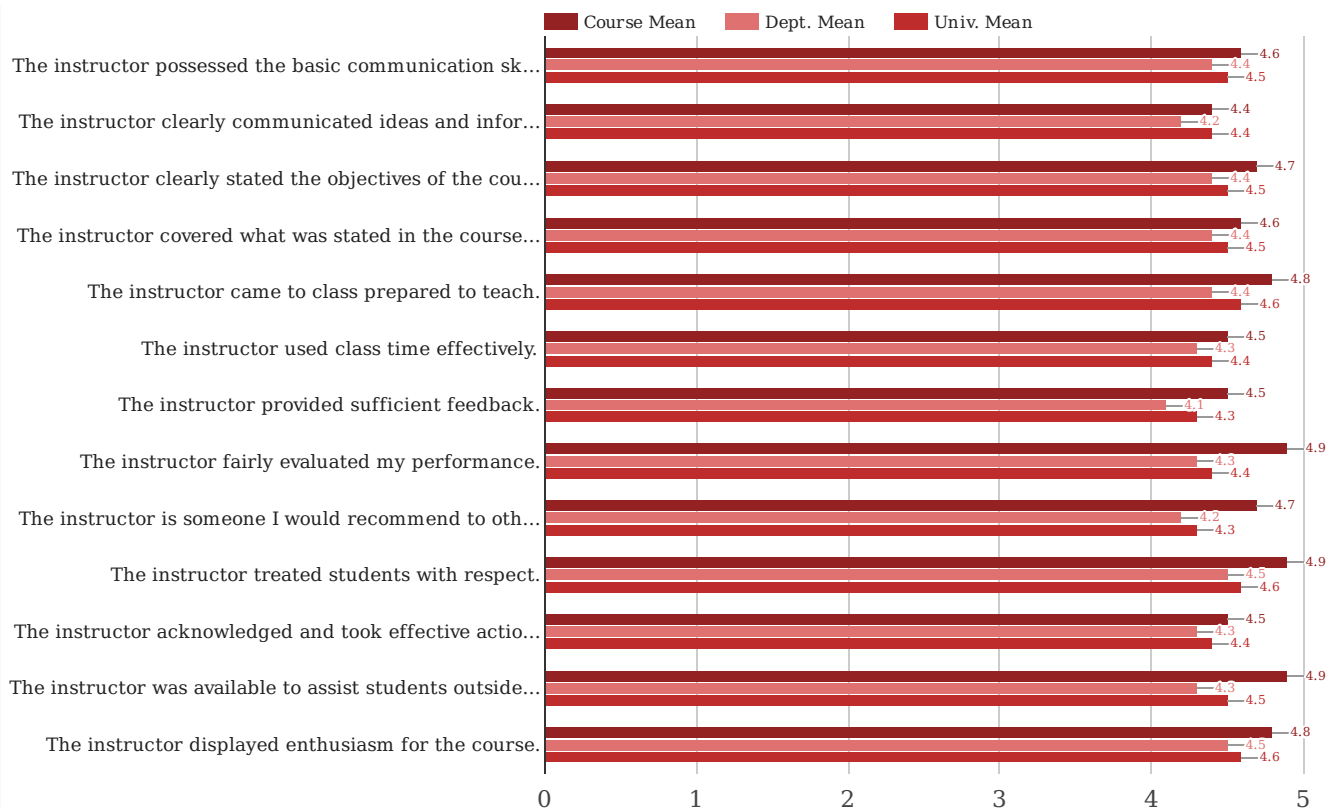 Course Mean Dept. Mean Univ. Mean
The instructor possessed the basic communication sk... 4.6
4.4
4.5
The instructor clearly communicated ideas and infor... 4.4
4.2
4.4
The instructor clearly stated the objectives of the cou... 4.7
4.4
4.5
The instructor covered what was stated in the course... 4.6
4.4
4.5
The instructor came to class prepared to teach. 4.8
4.4
4.6
The instructor used class time effectively. 4.5
4.3
4.4
The instructor provided sufficient feedback. 4.5
4.1
4.3
The instructor fairly evaluated my performance. 4.9
4.3
4.4
The instructor is someone I would recommend to oth... 4.7
4.2
4.3
The instructor treated students with respect. 4.9
4.5
4.6
The instructor acknowledged and took effective actio... 4.5
4.3
4.4
The instructor was available to assist students outside... 4.9
4.3
4.5
The instructor displayed enthusiasm for the course. 4.8
4.5
4.6
0 1 2 3 4 5